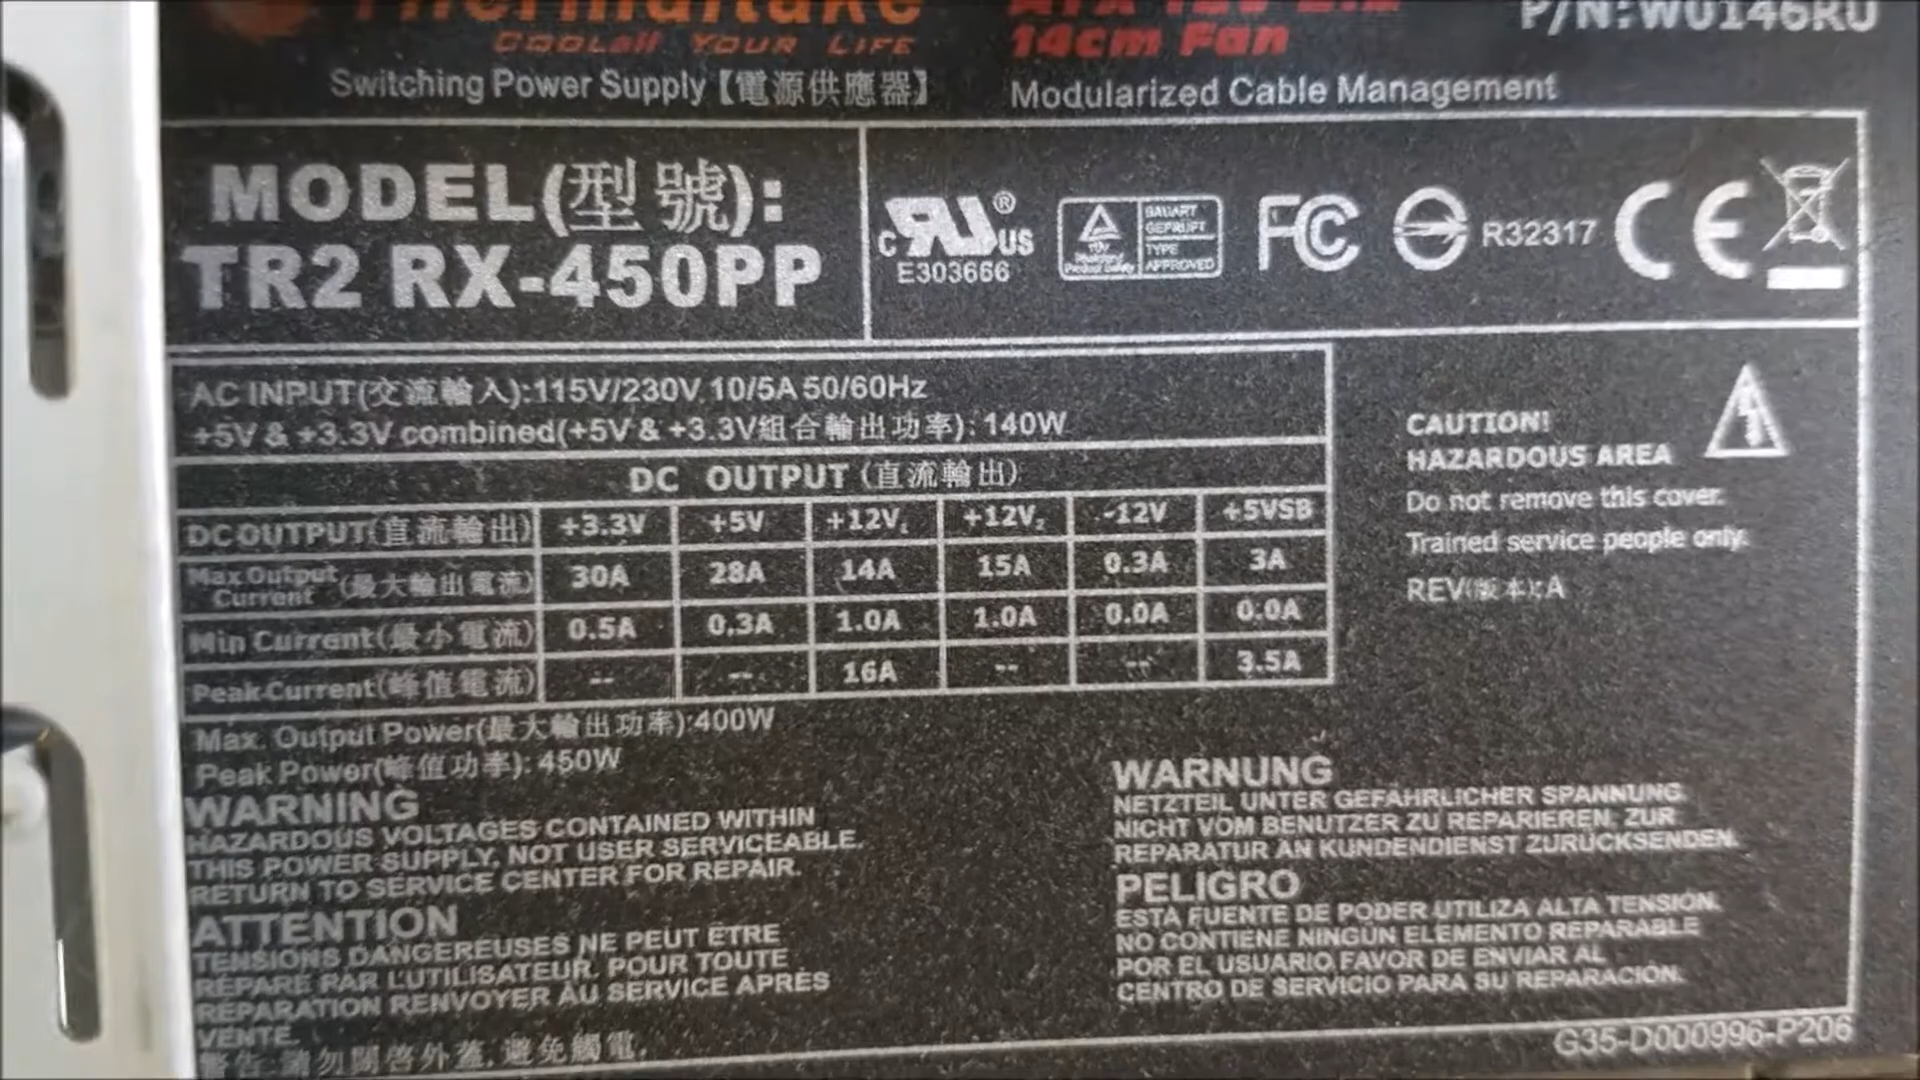 Thermaltake
COOLall YOUR LIFE
14cm Fan
P/N:W0146RU
Switching Power Supply【電源供應器】
Modularized Cable Management
MODEL(型號):
TR2 RX-450PP
c RU US ®
E303666
TÜV
Product Safety
BAUART
GEPRÜFT
TYPE
APPROVED
FC
R32317
CE
AC INPUT(交流輸入):115V/230V, 10/5A 50/60Hz
+5V & +3.3V combined(+5V & +3.3V組合輸出功率): 140W
DC OUTPUT (直流輸出)
DC OUTPUT(直流輸出) +3.3V +5V +12V1 +12V2 -12V +5VSB
Max Output Current (最大輸出電流) 30A 28A 14A 15A 0.3A 3A
Min Current(最小電流) 0.5A 0.3A 1.0A 1.0A 0.0A 0.0A
Peak Current(峰值電流) -- -- 16A -- -- 3.5A
Max. Output Power(最大輸出功率):400W
Peak Power(峰值功率): 450W
CAUTION!
HAZARDOUS AREA
Do not remove this cover.
Trained service people only.
REV(版本):A
WARNING
HAZARDOUS VOLTAGES CONTAINED WITHIN
THIS POWER SUPPLY, NOT USER SERVICEABLE.
RETURN TO SERVICE CENTER FOR REPAIR.
ATTENTION
TENSIONS DANGEREUSES NE PEUT ÊTRE
RÉPARÉ PAR L'UTILISATEUR. POUR TOUTE
RÉPARATION RENVOYER AU SERVICE APRÈS
VENTE.
警告:請勿開啓外蓋,避免觸電.
WARNUNG
NETZTEIL UNTER GEFÄHRLICHER SPANNUNG.
NICHT VOM BENUTZER ZU REPARIEREN. ZUR
REPARATUR AN KUNDENDIENST ZURÜCKSENDEN.
PELIGRO
ESTA FUENTE DE PODER UTILIZA ALTA TENSIÓN.
NO CONTIENE NINGÚN ELEMENTO REPARABLE
POR EL USUARIO, FAVOR DE ENVIAR AL
CENTRO DE SERVICIO PARA SU REPARACIÓN.
G35-D000996-P206